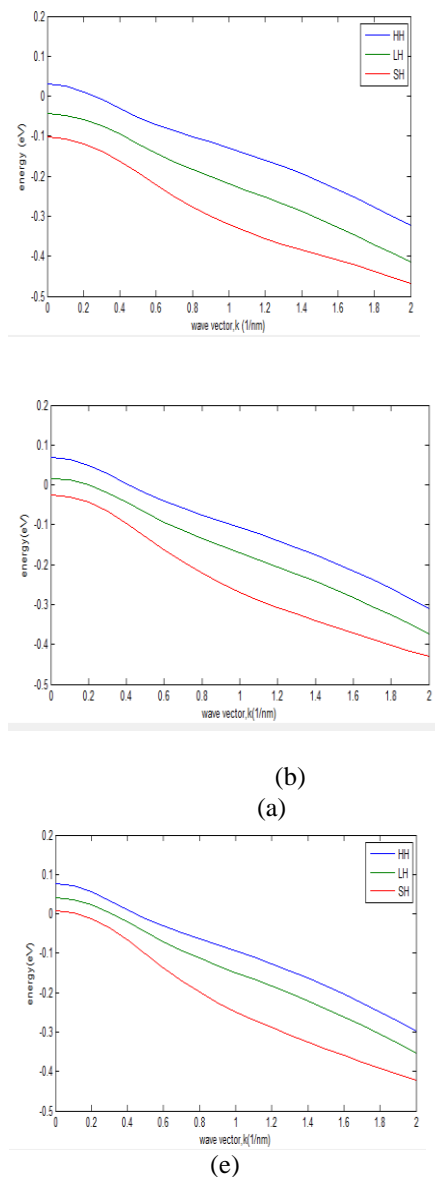 0.2
HH
LH
SH
0.1
0
-0.1
-0.2
-0.3
-0.4
-0.5
energy (eV)
0 0.2 0.4 0.6 0.8 1 1.2 1.4 1.6 1.8 2
wave vector,k (1/nm)
0.2
0.1
0
-0.1
-0.2
-0.3
-0.4
-0.5
energy(eV)
0 0.2 0.4 0.6 0.8 1 1.2 1.4 1.6 1.8 2
wave vector,k(1/nm)
(b)
(a)
0.2
HH
LH
SH
0.1
0
-0.1
-0.2
-0.3
-0.4
-0.5
energy(eV)
0 0.2 0.4 0.6 0.8 1 1.2 1.4 1.6 1.8 2
wave vector,k(1/nm)
(e)